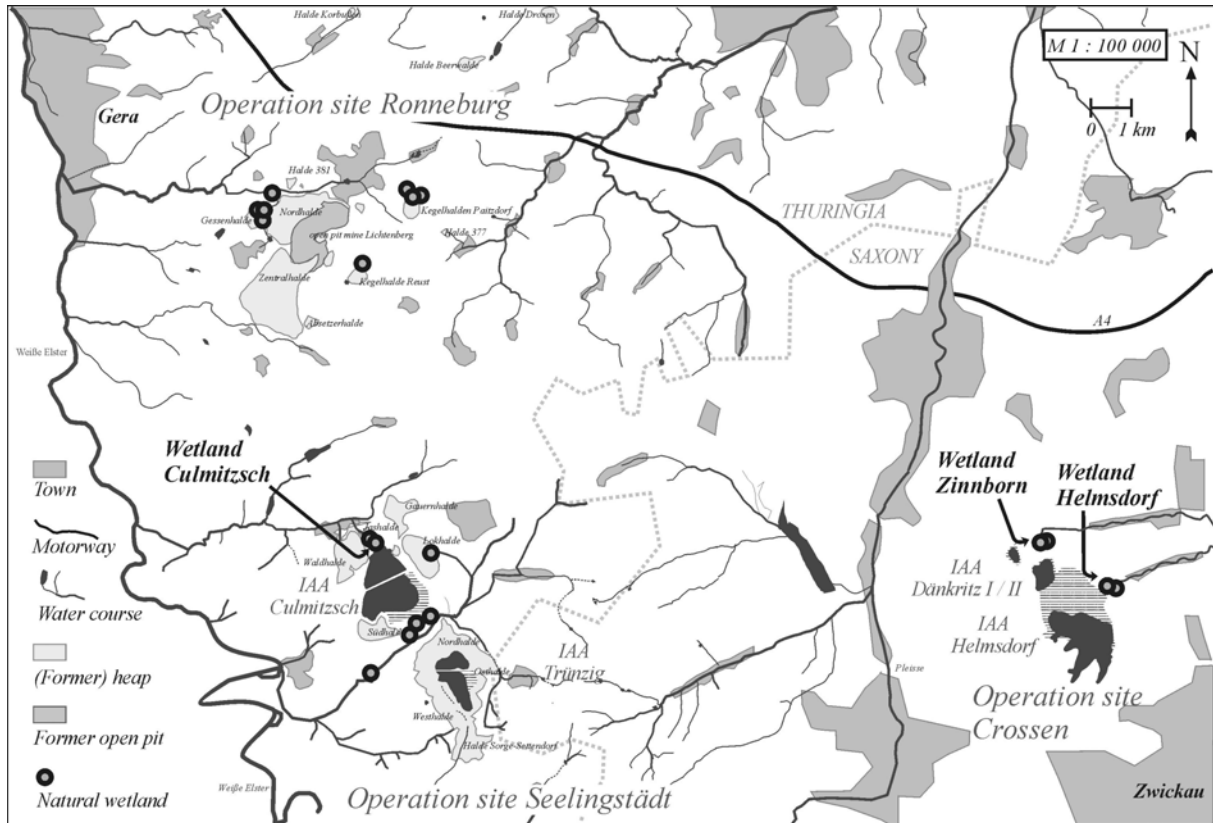 Halde Korbußen
Halde Drosen
M 1 : 100 000
N
Halde Beerwalde
Operation site Ronneburg
Gera
0 1 km
Halde 381
Nordhalde
Gessenhalde
Kegelhalden Paitzdorf
open pit mine Lichtenberg
Halde 377
THURINGIA
SAXONY
Zentralhalde
Kegelhalde Reust
Absetzerhalde
A4
Weiße Elster
Wetland
Culmitzsch
Wetland
Zinnborn
Wetland
Helmsdorf
Town
Gauernhalde
Jashalde
Lokhalde
Motorway
Waldhalde
IAA
Culmitzsch
IAA
Dänkritz I / II
Water course
Südhalde
Nordhalde
IAA
Trünzig
IAA
Helmsdorf
(Former) heap
Osthalde
Pleisse
Westhalde
Operation site
Crossen
Former open pit
Halde Sorge-Settendorf
Natural wetland
Weiße Elster
Operation site Seelingstädt
Zwickau